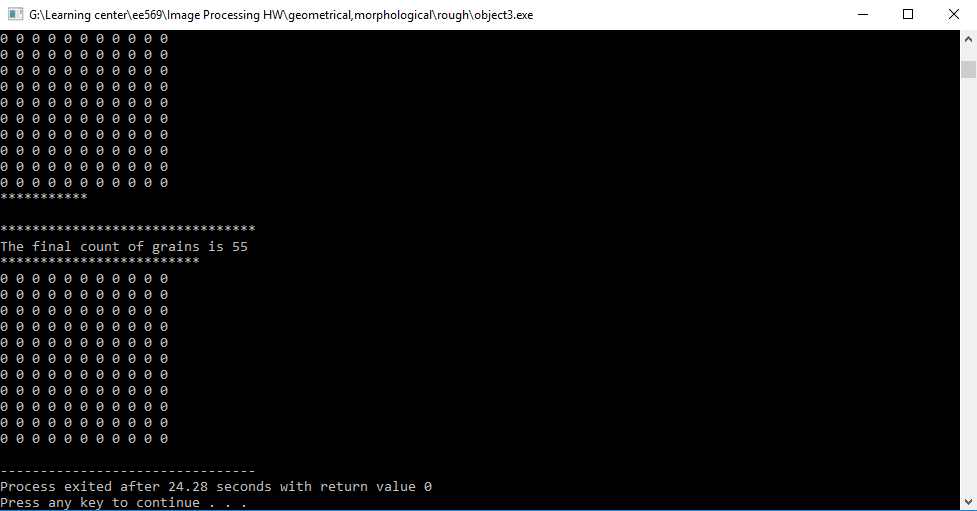 G:\Learning center\ee569\Image Processing HW\geometrical,morphological\rough\object3.exe
0 0 0 0 0 0 0 0 0 0 0
0 0 0 0 0 0 0 0 0 0 0
0 0 0 0 0 0 0 0 0 0 0
0 0 0 0 0 0 0 0 0 0 0
0 0 0 0 0 0 0 0 0 0 0
0 0 0 0 0 0 0 0 0 0 0
0 0 0 0 0 0 0 0 0 0 0
0 0 0 0 0 0 0 0 0 0 0
0 0 0 0 0 0 0 0 0 0 0
0 0 0 0 0 0 0 0 0 0 0
***********
********************************
The final count of grains is 55
*************************
0 0 0 0 0 0 0 0 0 0 0
0 0 0 0 0 0 0 0 0 0 0
0 0 0 0 0 0 0 0 0 0 0
0 0 0 0 0 0 0 0 0 0 0
0 0 0 0 0 0 0 0 0 0 0
0 0 0 0 0 0 0 0 0 0 0
0 0 0 0 0 0 0 0 0 0 0
0 0 0 0 0 0 0 0 0 0 0
0 0 0 0 0 0 0 0 0 0 0
0 0 0 0 0 0 0 0 0 0 0
0 0 0 0 0 0 0 0 0 0 0
--------------------------------
Process exited after 24.28 seconds with return value 0
Press any key to continue . . .